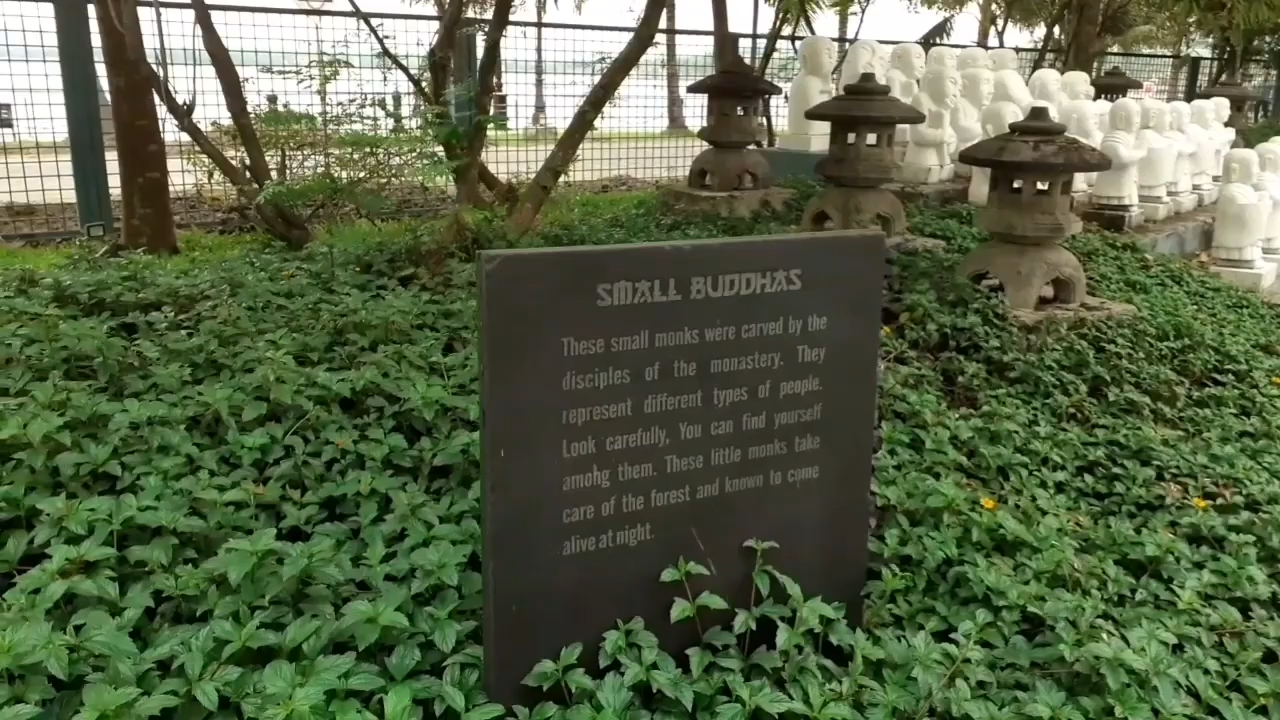 SMALL BUDDHAS
These small monks were carved by the
disciples of the monastery. They
represent different types of people.
Look carefully, You can find yourself
amohg them. These little monks take
care of the forest and known to come
alive at night.